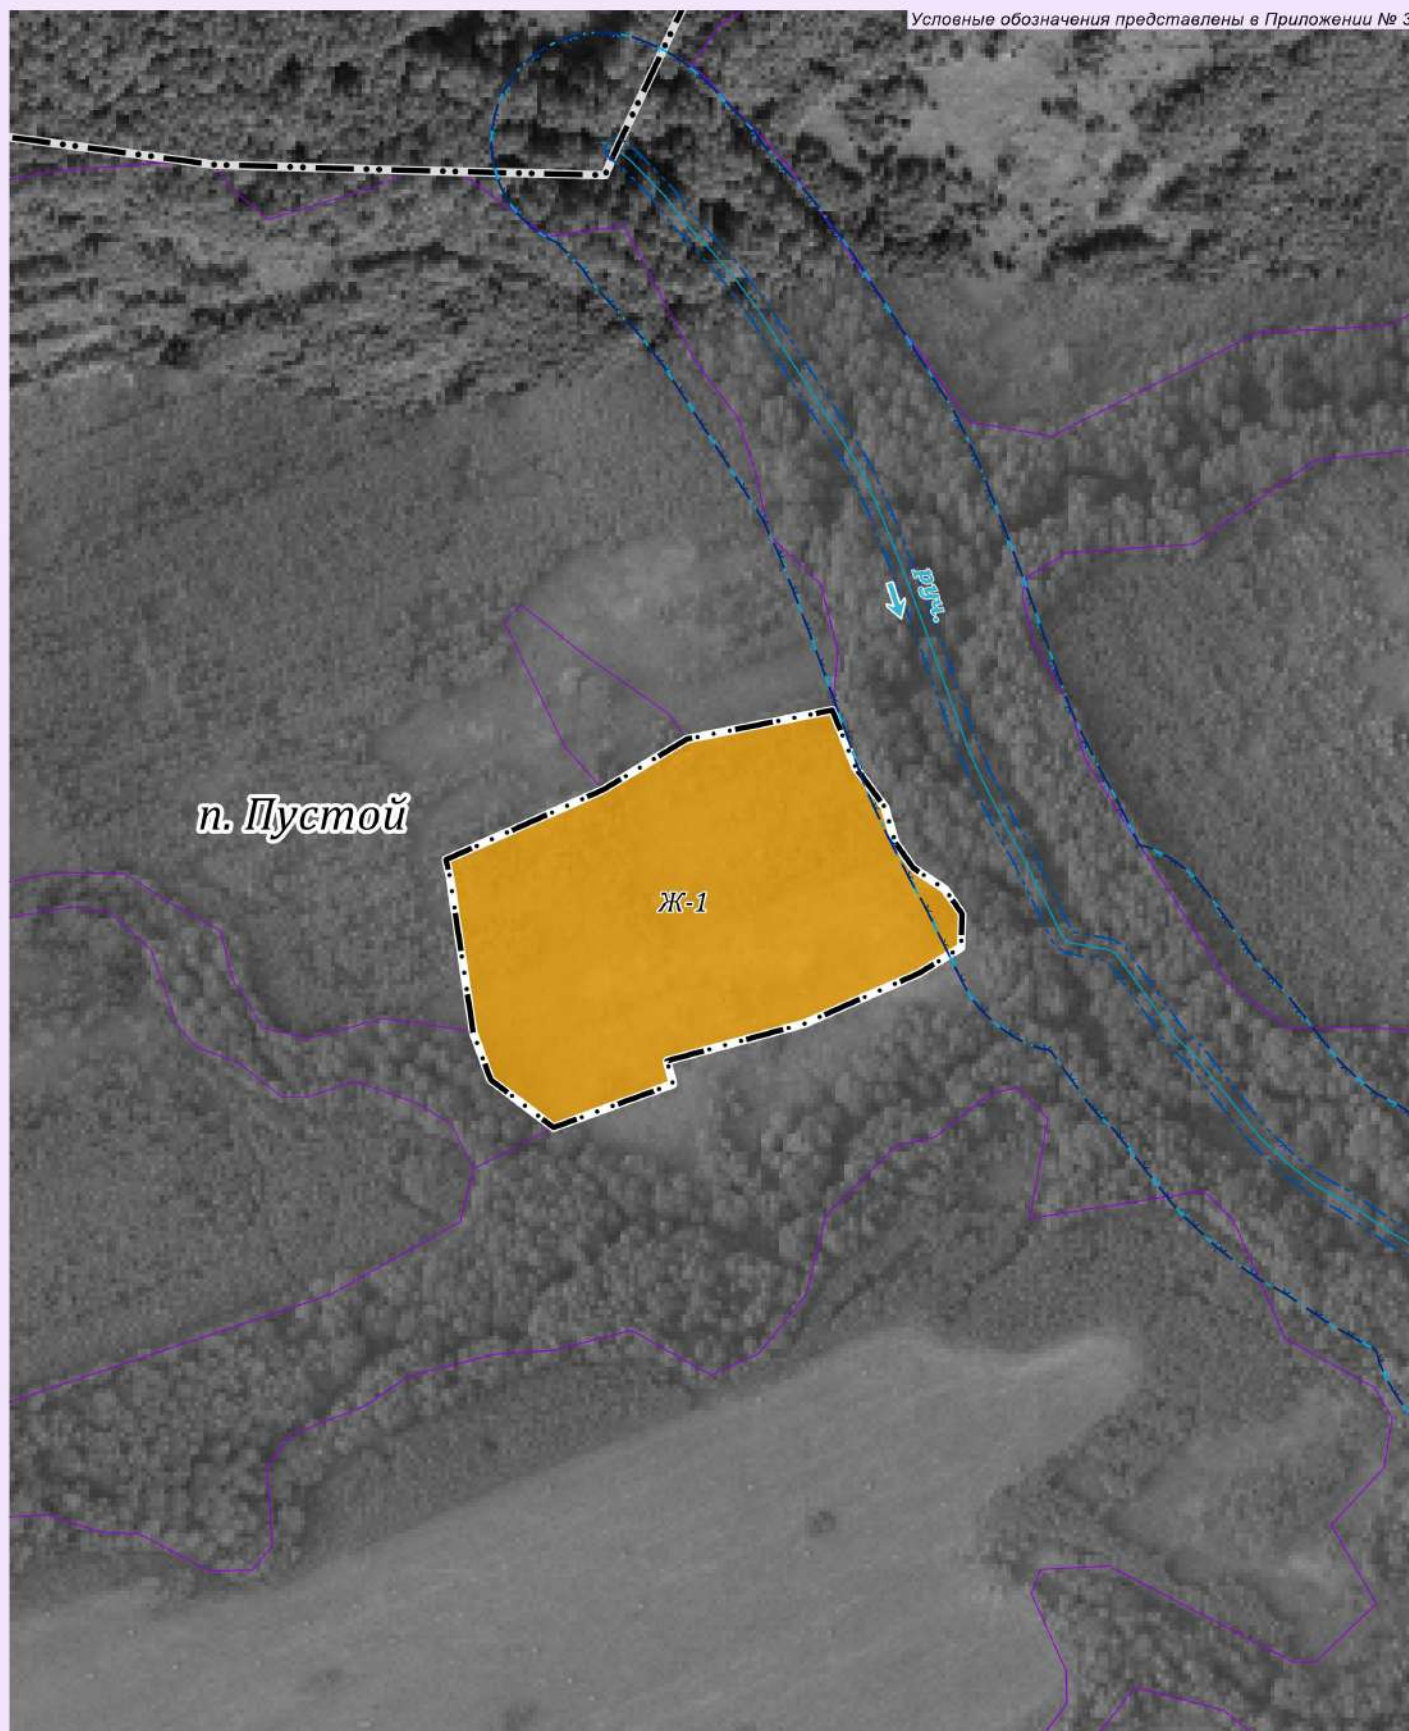 Условные обозначения представлены в Приложении № 3
руч.
п. Пустой
Ж-1